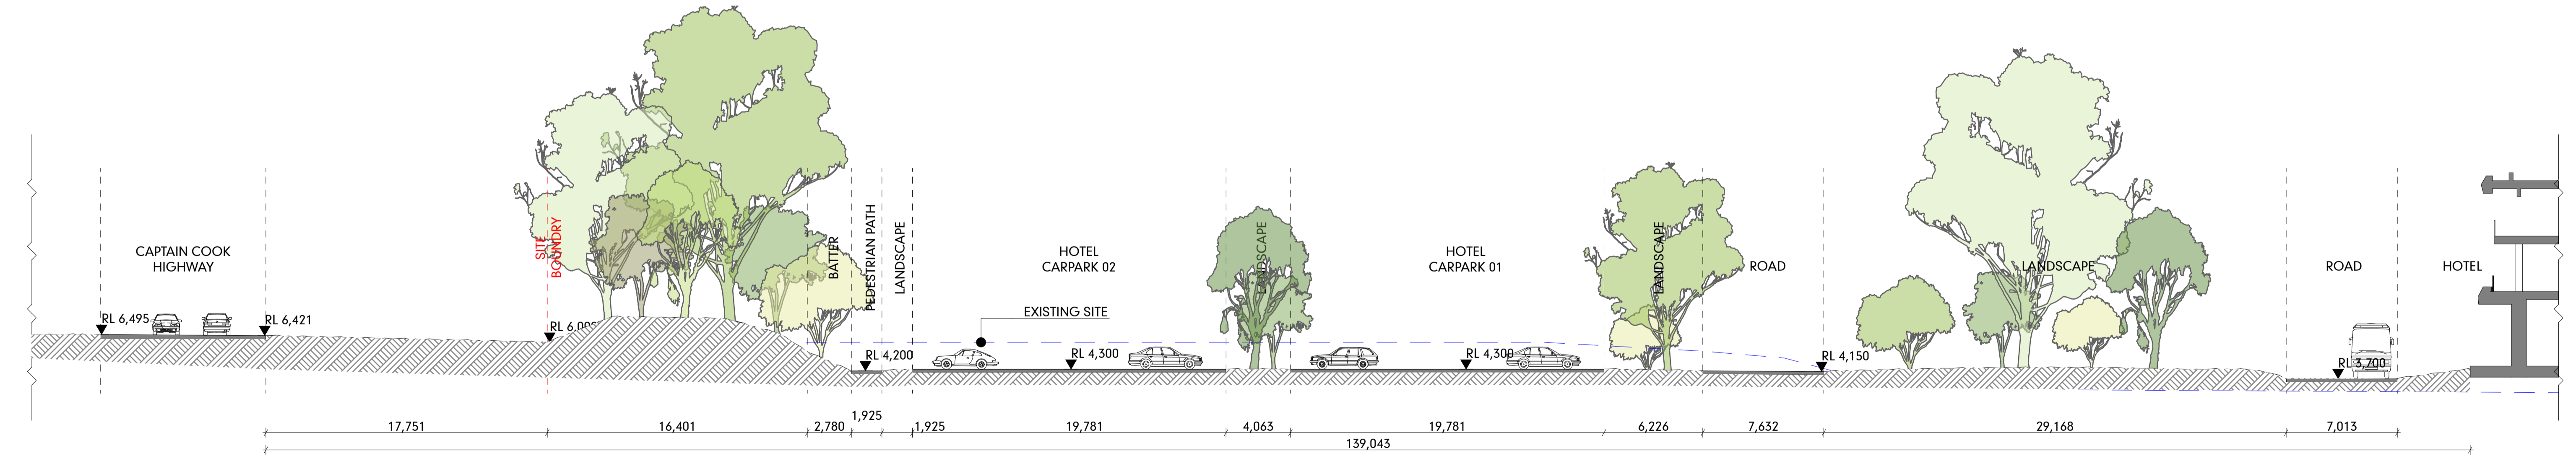 CAPTAIN COOK
HIGHWAY
SITE
BOUNDRY
BATTER
PEDESTRIAN PATH
LANDSCAPE
HOTEL
CARPARK 02
LANDSCAPE
HOTEL
CARPARK 01
LANDSCAPE
ROAD
LANDSCAPE
ROAD
HOTEL
EXISTING SITE
RL 6,495
RL 6,421
RL
RL 4,200
RL 4,300
RL 4,300
RL 4,150
RL 3,700
17,751
16,401
2,780
1,925
1,925
19,781
4,063
19,781
6,226
7,632
29,168
7,013
139,043